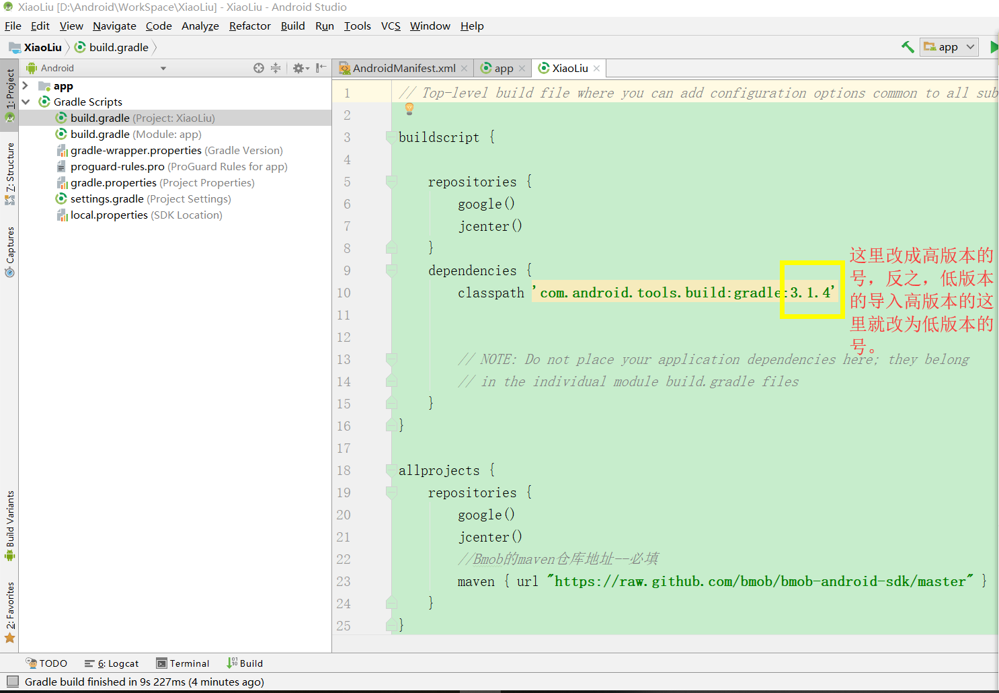 XiaoLiu [D:\Android\WorkSpace\XiaoLiu] - XiaoLiu - Android Studio
File Edit View Navigate Code Analyze Refactor Build Run Tools VCS Window Help
XiaoLiu build.gradle
app
Android
AndroidManifest.xml app XiaoLiu
1: Project
Z: Structure
Captures
Build Variants
2: Favorites
app
Gradle Scripts
build.gradle (Project: XiaoLiu)
build.gradle (Module: app)
gradle-wrapper.properties (Gradle Version)
proguard-rules.pro (ProGuard Rules for app)
gradle.properties (Project Properties)
settings.gradle (Project Settings)
local.properties (SDK Location)
1 // Top-level build file where you can add configuration options common to all sub
2
3 buildscript {
4
5 repositories {
6 google()
7 jcenter()
8 }
9 dependencies {
10 classpath 'com.android.tools.build:gradle:3.1.4'
11
12
13 // NOTE: Do not place your application dependencies here; they belong
14 // in the individual module build.gradle files
15 }
16 }
17
18 allprojects {
19 repositories {
20 google()
21 jcenter()
22 //Bmob的maven仓库地址--必填
23 maven { url "https://raw.github.com/bmob/bmob-android-sdk/master" }
24 }
25 }
这里改成高版本的
号，反之，低版本
的导入高版本的这
里就改为低版本的
号。
TODO 6: Logcat Terminal Build
Gradle build finished in 9s 227ms (4 minutes ago)